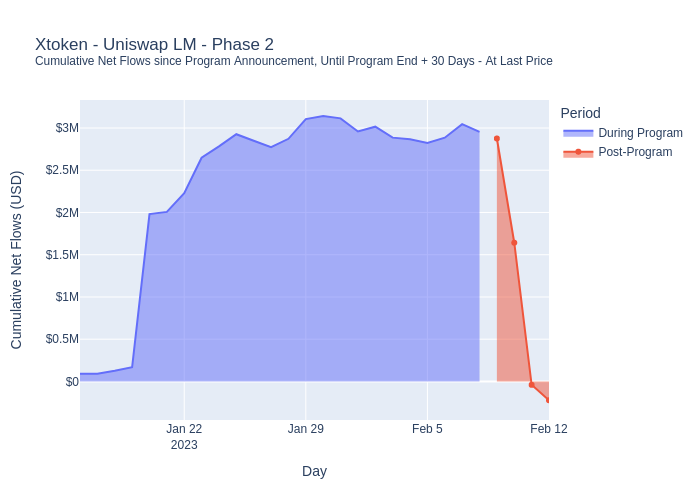 Xtoken - Uniswap LM - Phase 2
Cumulative Net Flows since Program Announcement, Until Program End + 30 Days - At Last Price
Period
During Program
Post-Program
Cumulative Net Flows (USD)
$3M
$2.5M
$2M
$1.5M
$1M
$0.5M
$0
Jan 22
2023
Jan 29
Feb 5
Feb 12
Day